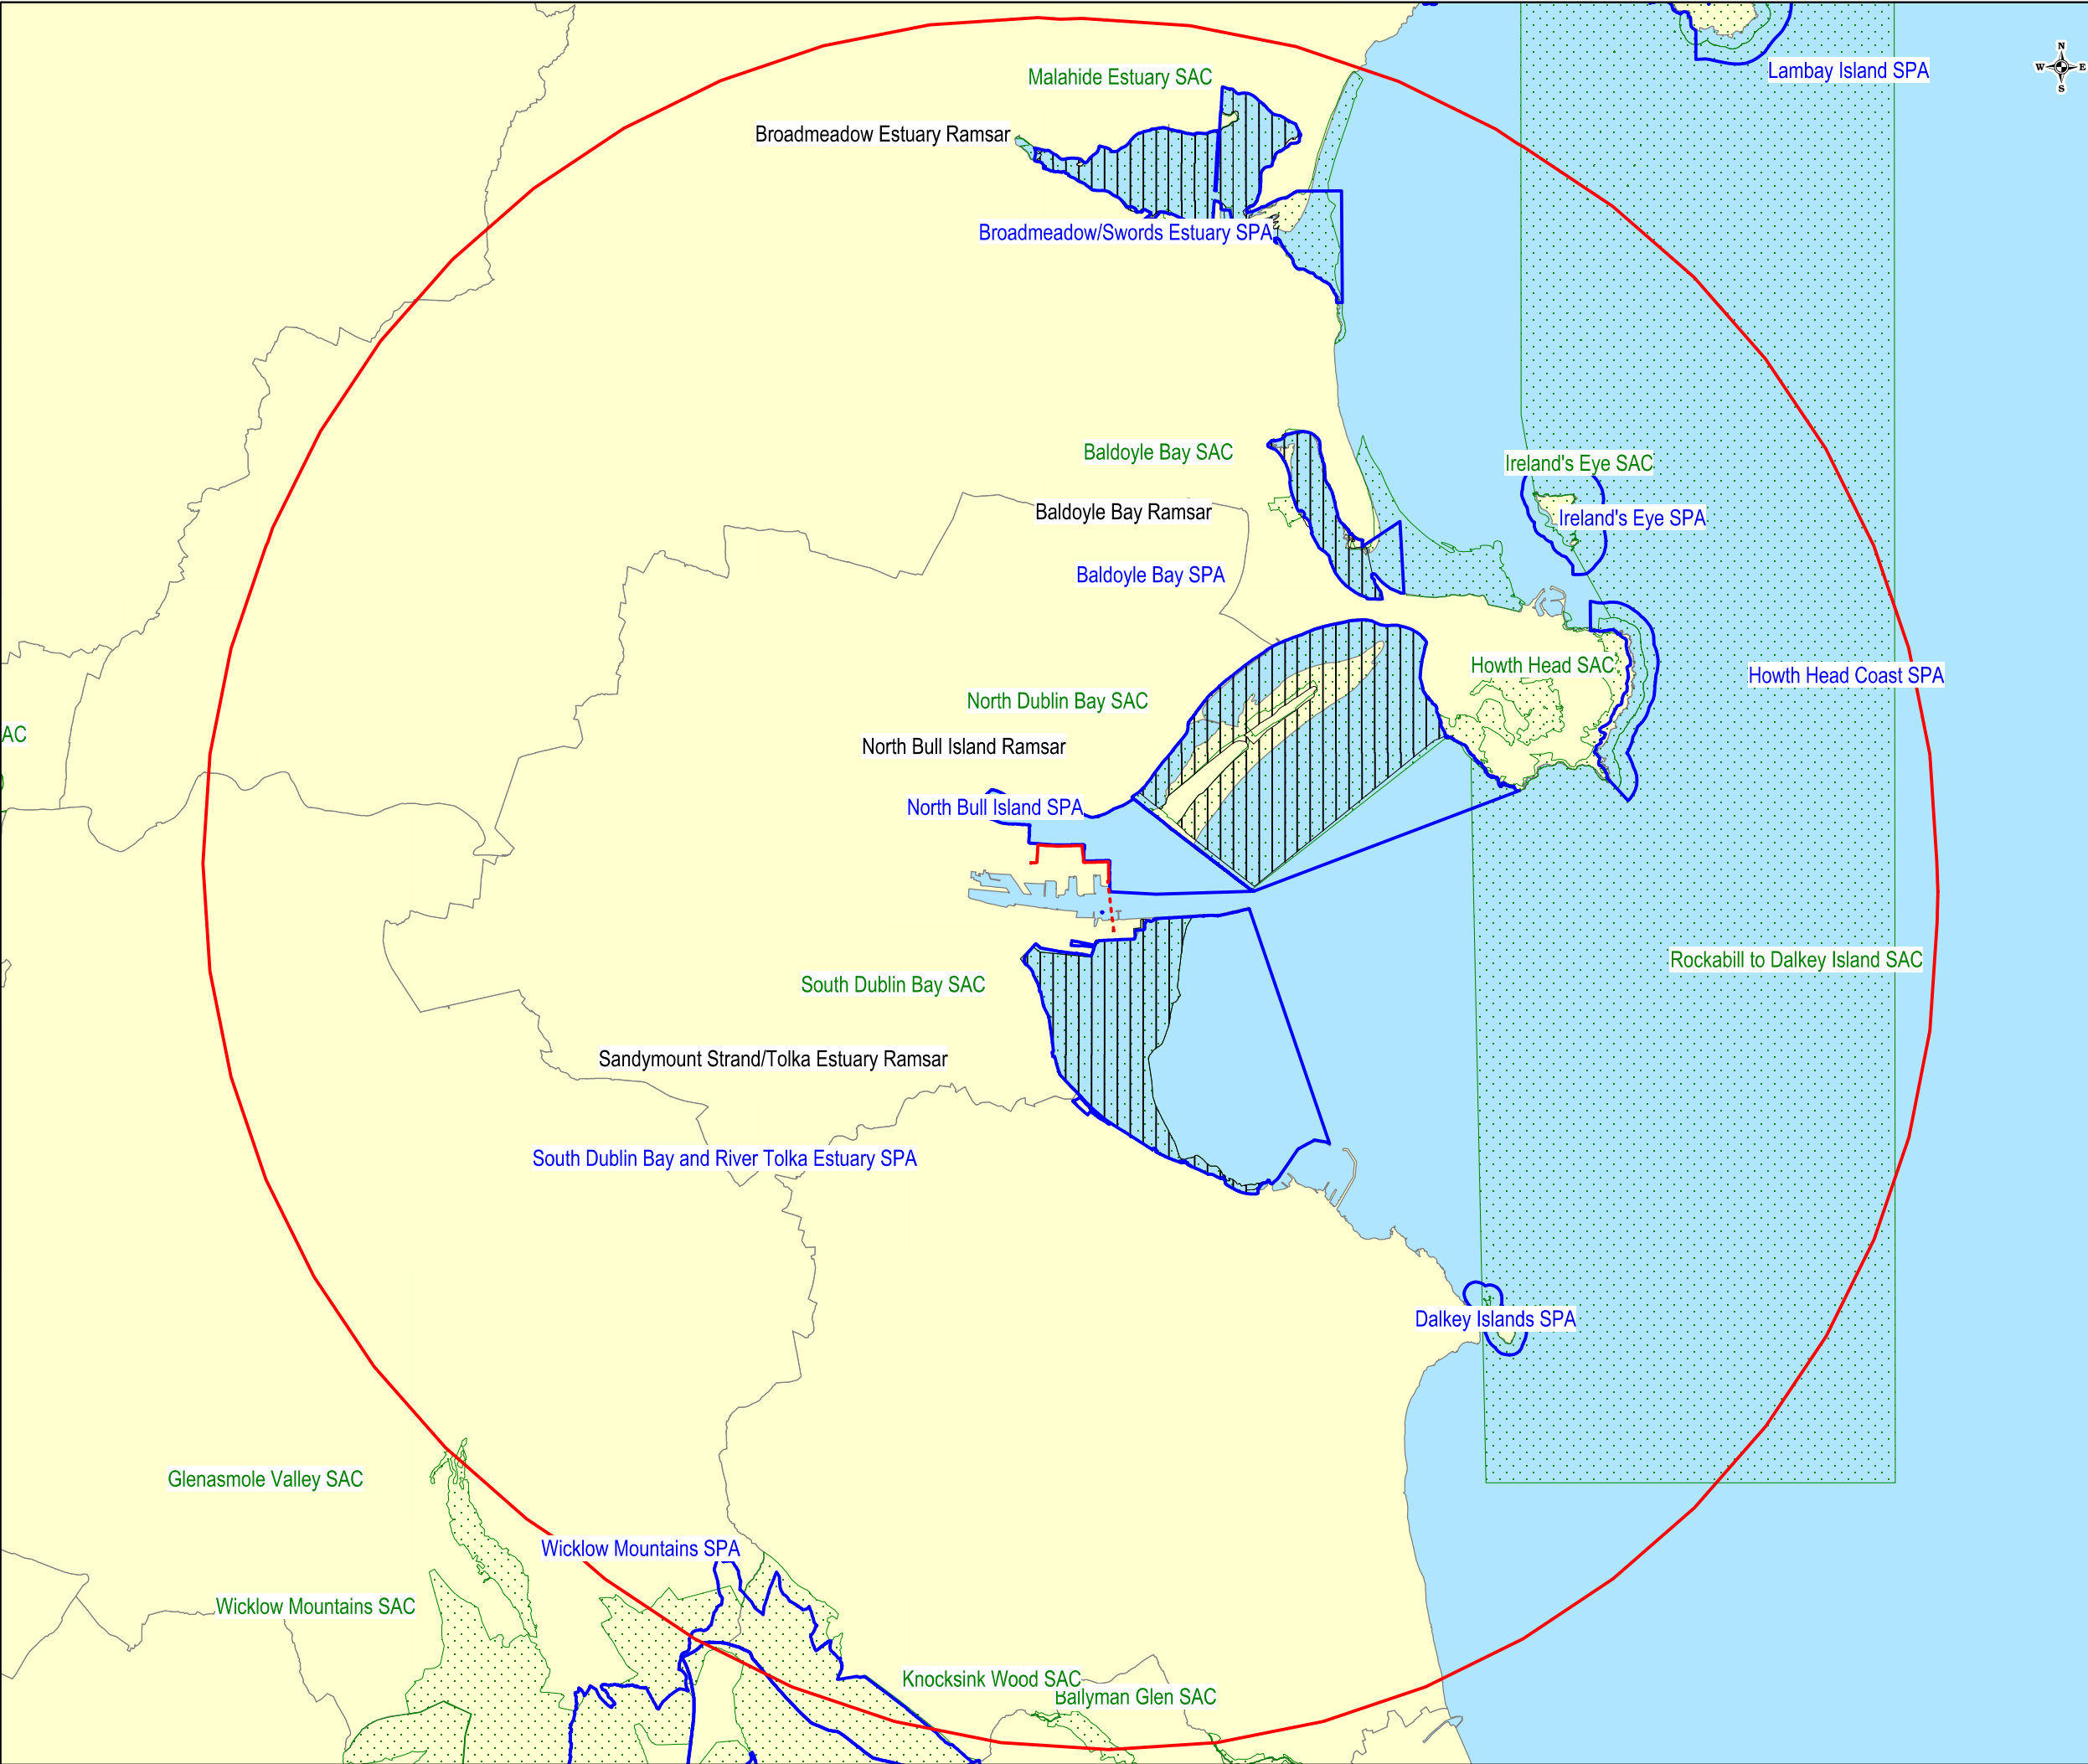 N
W E
S
Lambay Island SPA
Malahide Estuary SAC
Broadmeadow Estuary Ramsar
Broadmeadow/Swords Estuary SPA
Baldoyle Bay SAC
Ireland's Eye SAC
Baldoyle Bay Ramsar
Ireland's Eye SPA
Baldoyle Bay SPA
Howth Head SAC
Howth Head Coast SPA
North Dublin Bay SAC
AC
North Bull Island Ramsar
North Bull Island SPA
Rockabill to Dalkey Island SAC
South Dublin Bay SAC
Sandymount Strand/Tolka Estuary Ramsar
South Dublin Bay and River Tolka Estuary SPA
Dalkey Islands SPA
Glenasmole Valley SAC
Wicklow Mountains SPA
Wicklow Mountains SAC
Knocksink Wood SAC
Ballyman Glen SAC